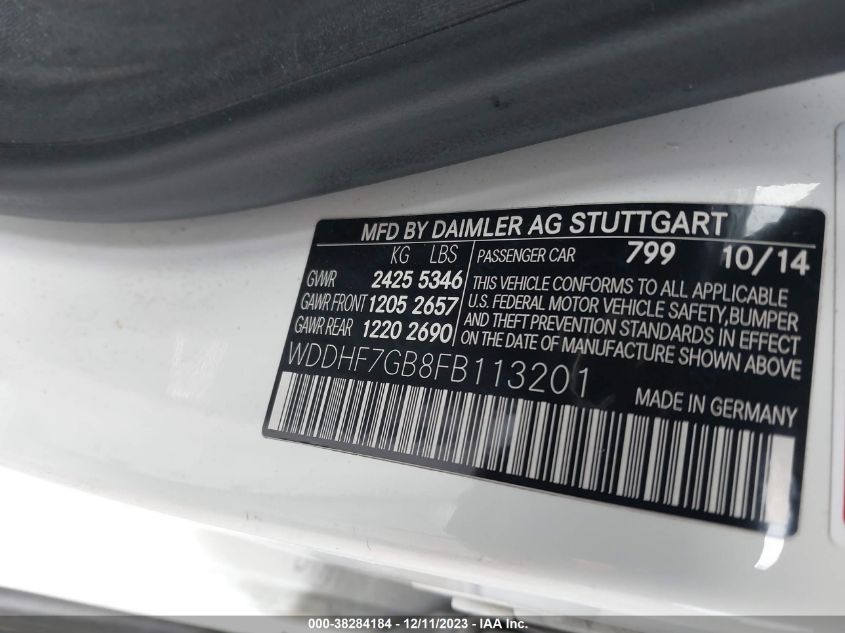 MFD BY DAIMLER AG STUTTGART
KG LBS
GVWR 2425 5346
GAWR FRONT 1205 2657
GAWR REAR 1220 2690
PASSENGER CAR 799 10/14
THIS VEHICLE CONFORMS TO ALL APPLICABLE
U.S. FEDERAL MOTOR VEHICLE SAFETY, BUMPER
AND THEFT PREVENTION STANDARDS IN EFFECT
ON THE DATE OF MANUFACTURE SHOWN ABOVE
WDDHF7GB8FB113201
MADE IN GERMANY
000-38284184 - 12/11/2023 - IAA Inc.